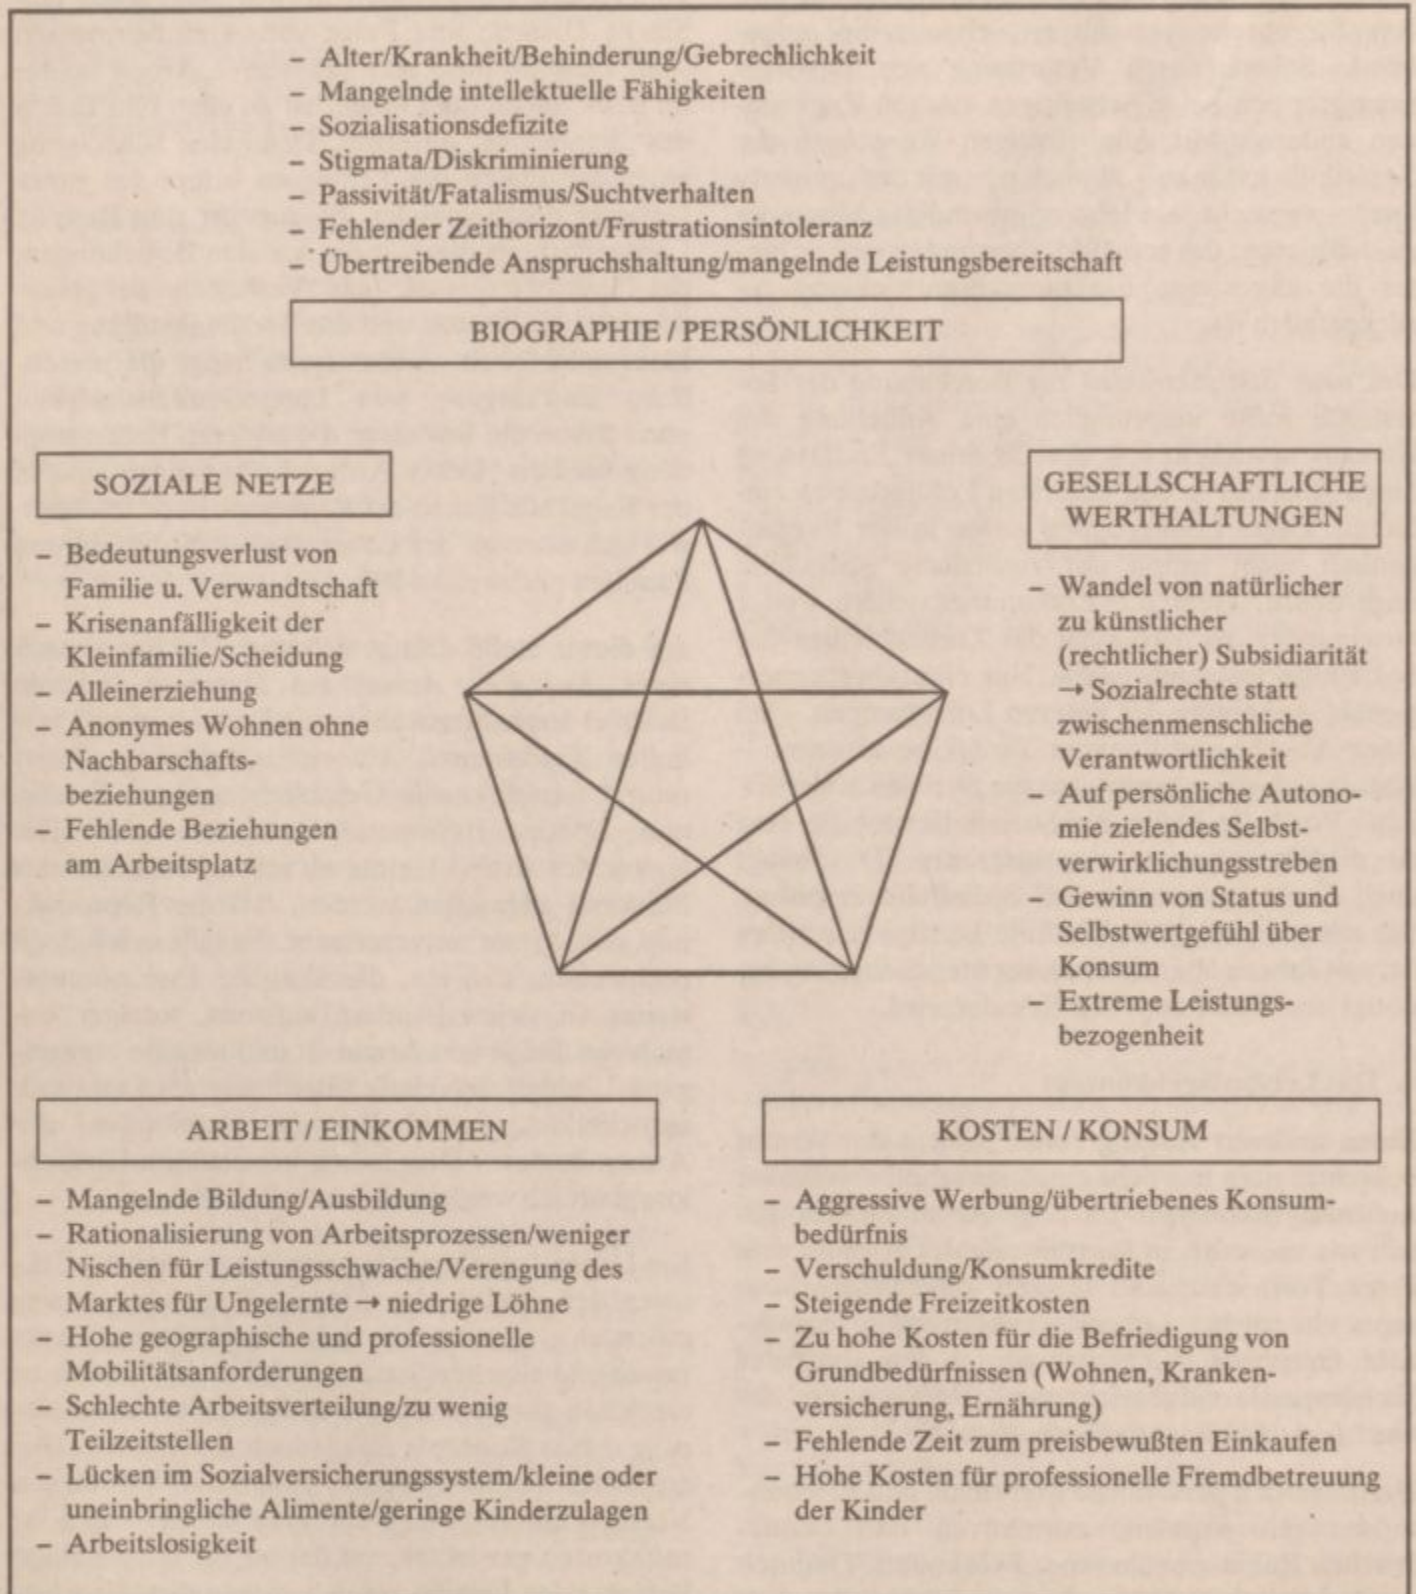 – Alter/Krankheit/Behinderung/Gebrechlichkeit
– Mangelnde intellektuelle Fähigkeiten
– Sozialisationsdefizite
– Stigmata/Diskriminierung
– Passivität/Fatalismus/Suchtverhalten
– Fehlender Zeithorizont/Frustrationsintoleranz
– Übertreibende Anspruchshaltung/mangelnde Leistungsbereitschaft
BIOGRAPHIE / PERSÖNLICHKEIT
SOZIALE NETZE
– Bedeutungsverlust von
Familie u. Verwandtschaft
– Krisenanfälligkeit der
Kleinfamilie/Scheidung
– Alleinerziehung
– Anonymes Wohnen ohne
Nachbarschafts-
beziehungen
– Fehlende Beziehungen
am Arbeitsplatz
GESELLSCHAFTLICHE
WERTHALTUNGEN
– Wandel von natürlicher
zu künstlicher
(rechtlicher) Subsidiarität
→ Sozialrechte statt
zwischenmenschliche
Verantwortlichkeit
– Auf persönliche Autono-
mie zielendes Selbst-
verwirklichungsstreben
– Gewinn von Status und
Selbstwertgefühl über
Konsum
– Extreme Leistungs-
bezogenheit
ARBEIT / EINKOMMEN
– Mangelnde Bildung/Ausbildung
– Rationalisierung von Arbeitsprozessen/weniger
Nischen für Leistungsschwache/Verengung des
Marktes für Ungelernte → niedrige Löhne
– Hohe geographische und professionelle
Mobilitätsanforderungen
– Schlechte Arbeitsverteilung/zu wenig
Teilzeitstellen
– Lücken im Sozialversicherungssystem/kleine oder
uneinbringliche Alimente/geringe Kinderzulagen
– Arbeitslosigkeit
KOSTEN / KONSUM
– Aggressive Werbung/übertriebenes Konsum-
bedürfnis
– Verschuldung/Konsumkredite
– Steigende Freizeitkosten
– Zu hohe Kosten für die Befriedigung von
Grundbedürfnissen (Wohnen, Kranken-
versicherung, Ernährung)
– Fehlende Zeit zum preisbewußten Einkaufen
– Hohe Kosten für professionelle Fremdbetreuung
der Kinder